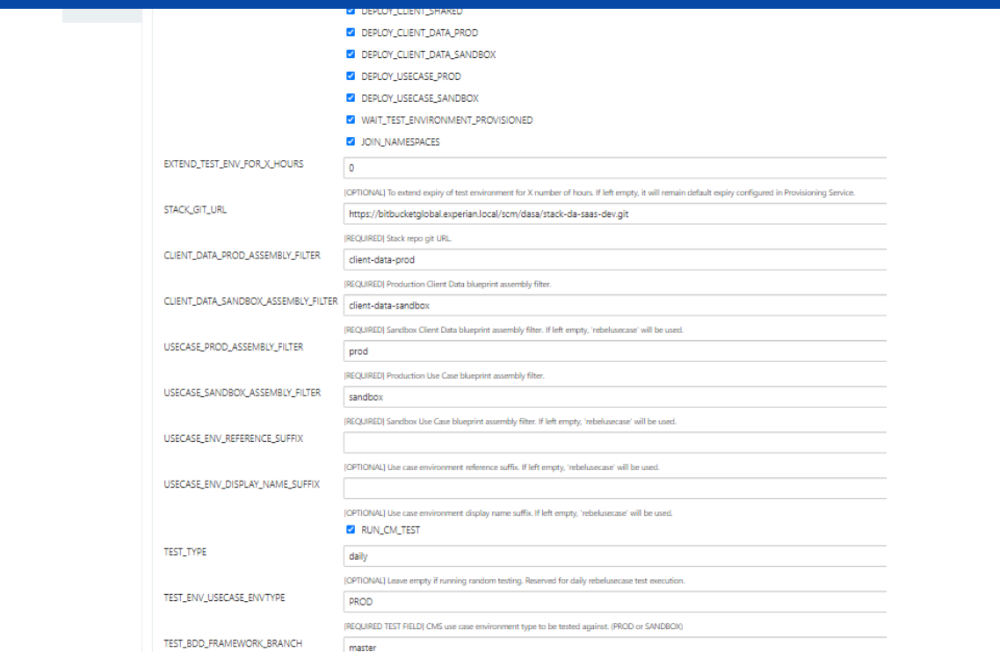 DEPLOY_CLIENT_SHARED
DEPLOY_CLIENT_DATA_PROD
DEPLOY_CLIENT_DATA_SANDBOX
DEPLOY_USECASE_PROD
DEPLOY_USECASE_SANDBOX
WAIT_TEST_ENVIRONMENT_PROVISIONED
JOIN_NAMESPACES
EXTEND_TEST_ENV_FOR_X_HOURS
0
[OPTIONAL] To extend expiry of test environment for X number of hours. If left empty, it will remain default expiry configured in Provisioning Service.
STACK_GIT_URL
https://bitbucketglobal.experian.local/scm/dasa/stack-da-saas-dev.git
[REQUIRED] Stack repo git URL.
CLIENT_DATA_PROD_ASSEMBLY_FILTER
client-data-prod
[REQUIRED] Production Client Data blueprint assembly filter.
CLIENT_DATA_SANDBOX_ASSEMBLY_FILTER
client-data-sandbox
[REQUIRED] Sandbox Client Data blueprint assembly filter. If left empty, 'rebelusecase' will be used.
USECASE_PROD_ASSEMBLY_FILTER
prod
[REQUIRED] Production Use Case blueprint assembly filter.
USECASE_SANDBOX_ASSEMBLY_FILTER
sandbox
[REQUIRED] Sandbox Use Case blueprint assembly filter. If left empty, 'rebelusecase' will be used.
USECASE_ENV_REFERENCE_SUFFIX
[OPTIONAL] Use case environment reference suffix. If left empty, 'rebelusecase' will be used.
USECASE_ENV_DISPLAY_NAME_SUFFIX
[OPTIONAL] Use case environment display name suffix. If left empty, 'rebelusecase' will be used.
RUN_CM_TEST
TEST_TYPE
daily
[OPTIONAL] Leave empty if running random testing. Reserved for daily rebelusecase test execution.
TEST_ENV_USECASE_ENVTYPE
PROD
[REQUIRED TEST FIELD] CMS use case environment type to be tested against. (PROD or SANDBOX)
TEST_BDD_FRAMEWORK_BRANCH
master